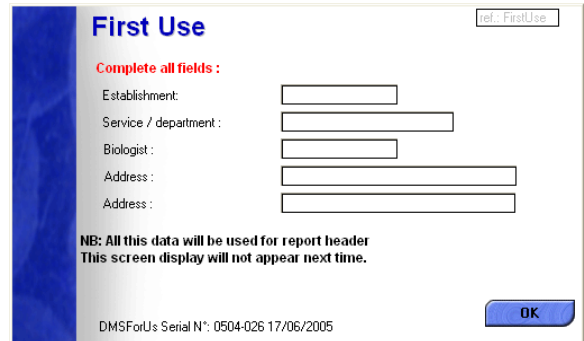 First Use
ref.: FirstUse
Complete all fields :
Establishment:
Service / department :
Biologist :
Address :
Address :
NB: All this data will be used for report header
This screen display will not appear next time.
OK
DMSForUs Serial N°: 0504-026 17/06/2005